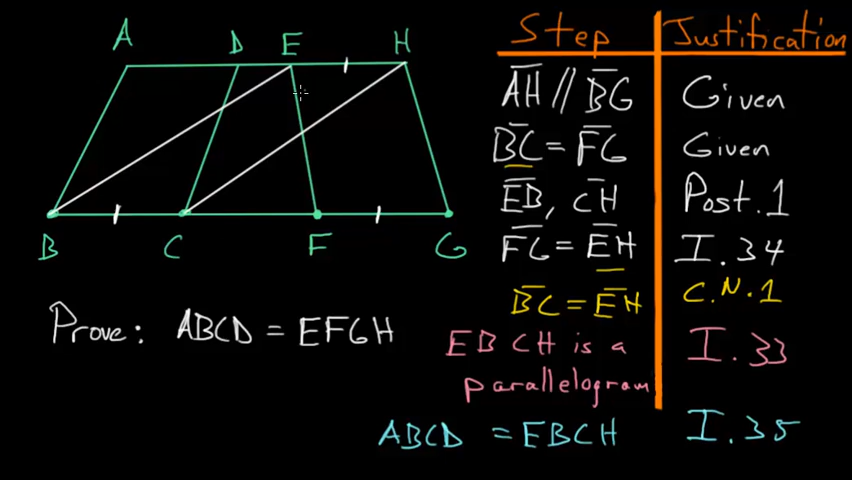 A D E H
B C F G
Prove: ABCD = EFGH
Step Justification
AH // BG Given
BC = FG Given
EB, CH Post. 1
FG = EH I. 34
BC = EH C.N.1
EBCH is a I. 33
parallelogram
ABCD = EBCH I. 35